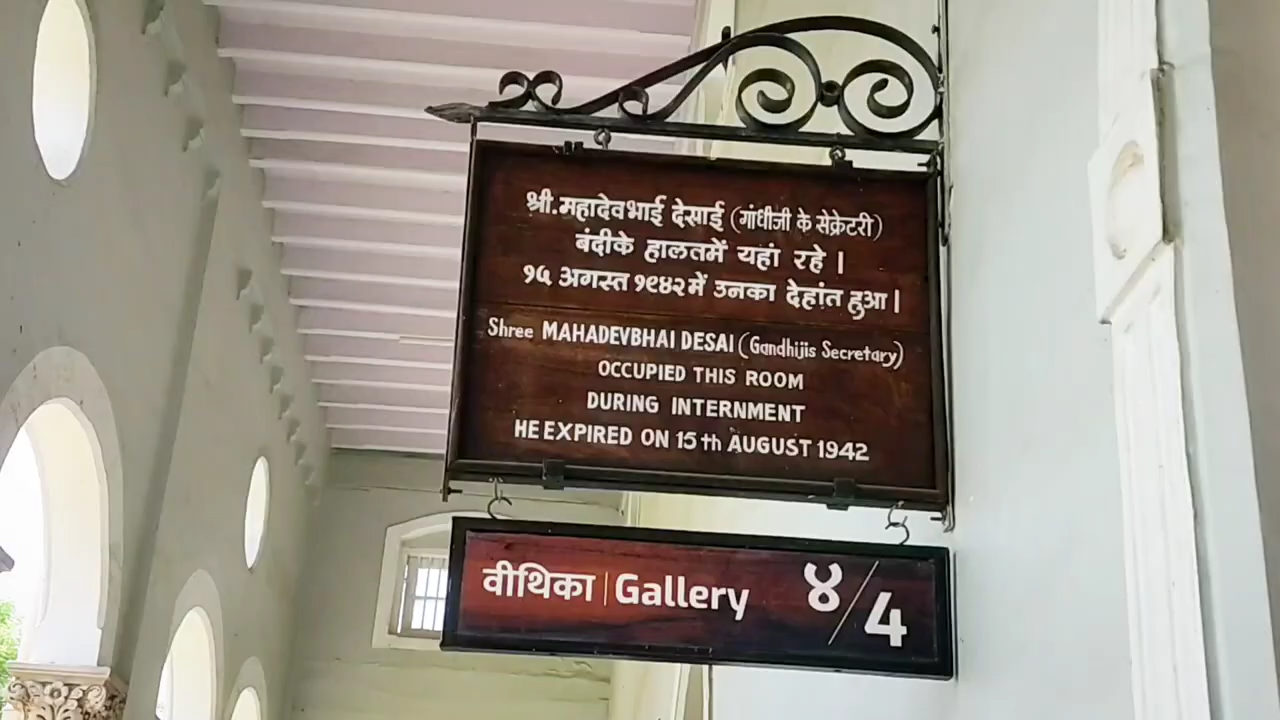 श्री.महादेवभाई देसाई (गांधीजी के सेक्रेटरी)
बंदीके हालतमें यहां रहे ।
१५ अगस्त १९४२में उनका देहांत हुआ ।
Shree MAHADEVBHAI DESAI (Gandhijis Secretary)
OCCUPIED THIS ROOM
DURING INTERNMENT
HE EXPIRED ON 15th AUGUST 1942
वीथिका | Gallery ४/4